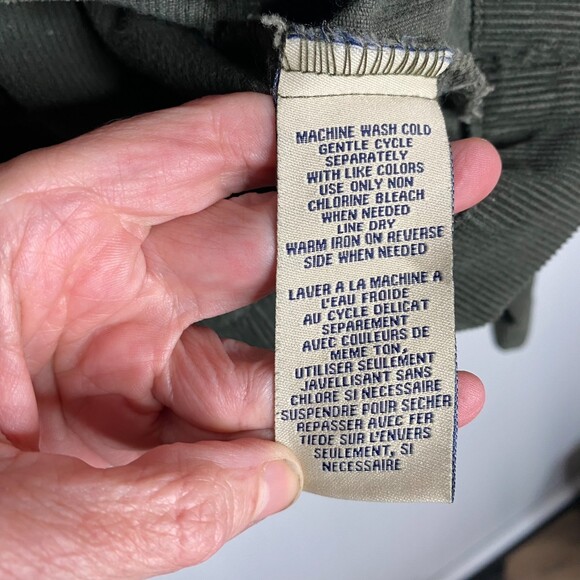 MACHINE WASH COLD
GENTLE CYCLE
SEPARATELY
WITH LIKE COLORS
USE ONLY NON
CHLORINE BLEACH
WHEN NEEDED
LINE DRY
WARM IRON ON REVERSE
SIDE WHEN NEEDED
LAVER A LA MACHINE A
L'EAU FROIDE
AU CYCLE DELICAT
SEPAREMENT
AVEC COULEURS DE
MEME TON,
UTILISER SEULEMENT
JAVELLISANT SANS
CHLORE SI NECESSAIRE
SUSPENDRE POUR SECHER
REPASSER AVEC FER
TIEDE SUR L'ENVERS
SEULEMENT, SI
NECESSAIRE